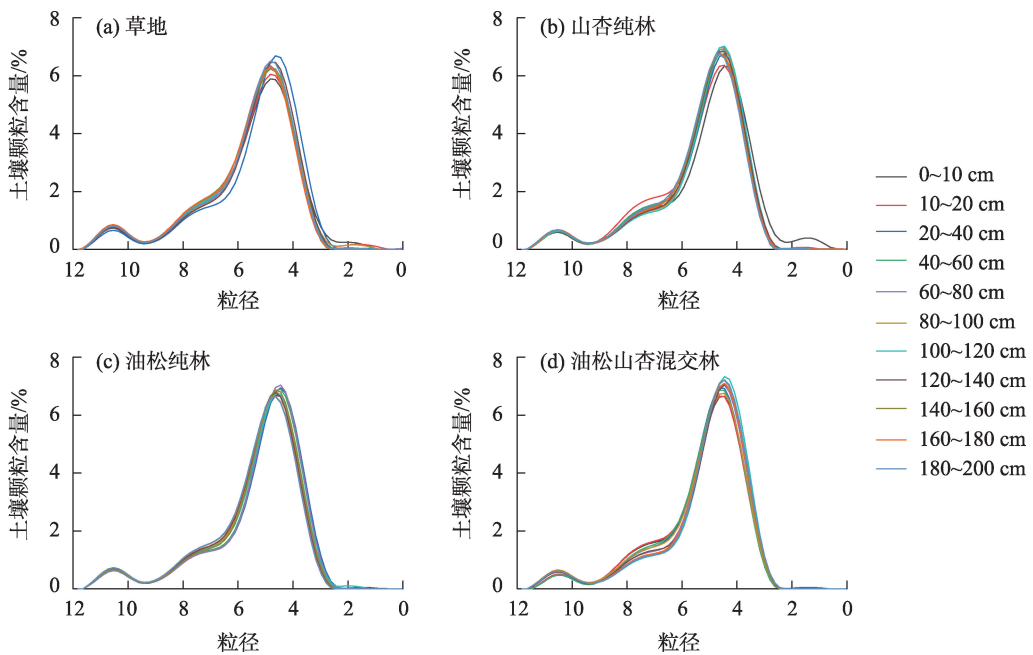 (a) 草地
土壤颗粒含量/%
8
6
4
2
0
12 10 8 6 4 2 0
粒径
(b) 山杏纯林
土壤颗粒含量/%
8
6
4
2
0
12 10 8 6 4 2 0
粒径
(c) 油松纯林
土壤颗粒含量/%
8
6
4
2
0
12 10 8 6 4 2 0
粒径
(d) 油松山杏混交林
土壤颗粒含量/%
8
6
4
2
0
12 10 8 6 4 2 0
粒径
0~10 cm
10~20 cm
20~40 cm
40~60 cm
60~80 cm
80~100 cm
100~120 cm
120~140 cm
140~160 cm
160~180 cm
180~200 cm